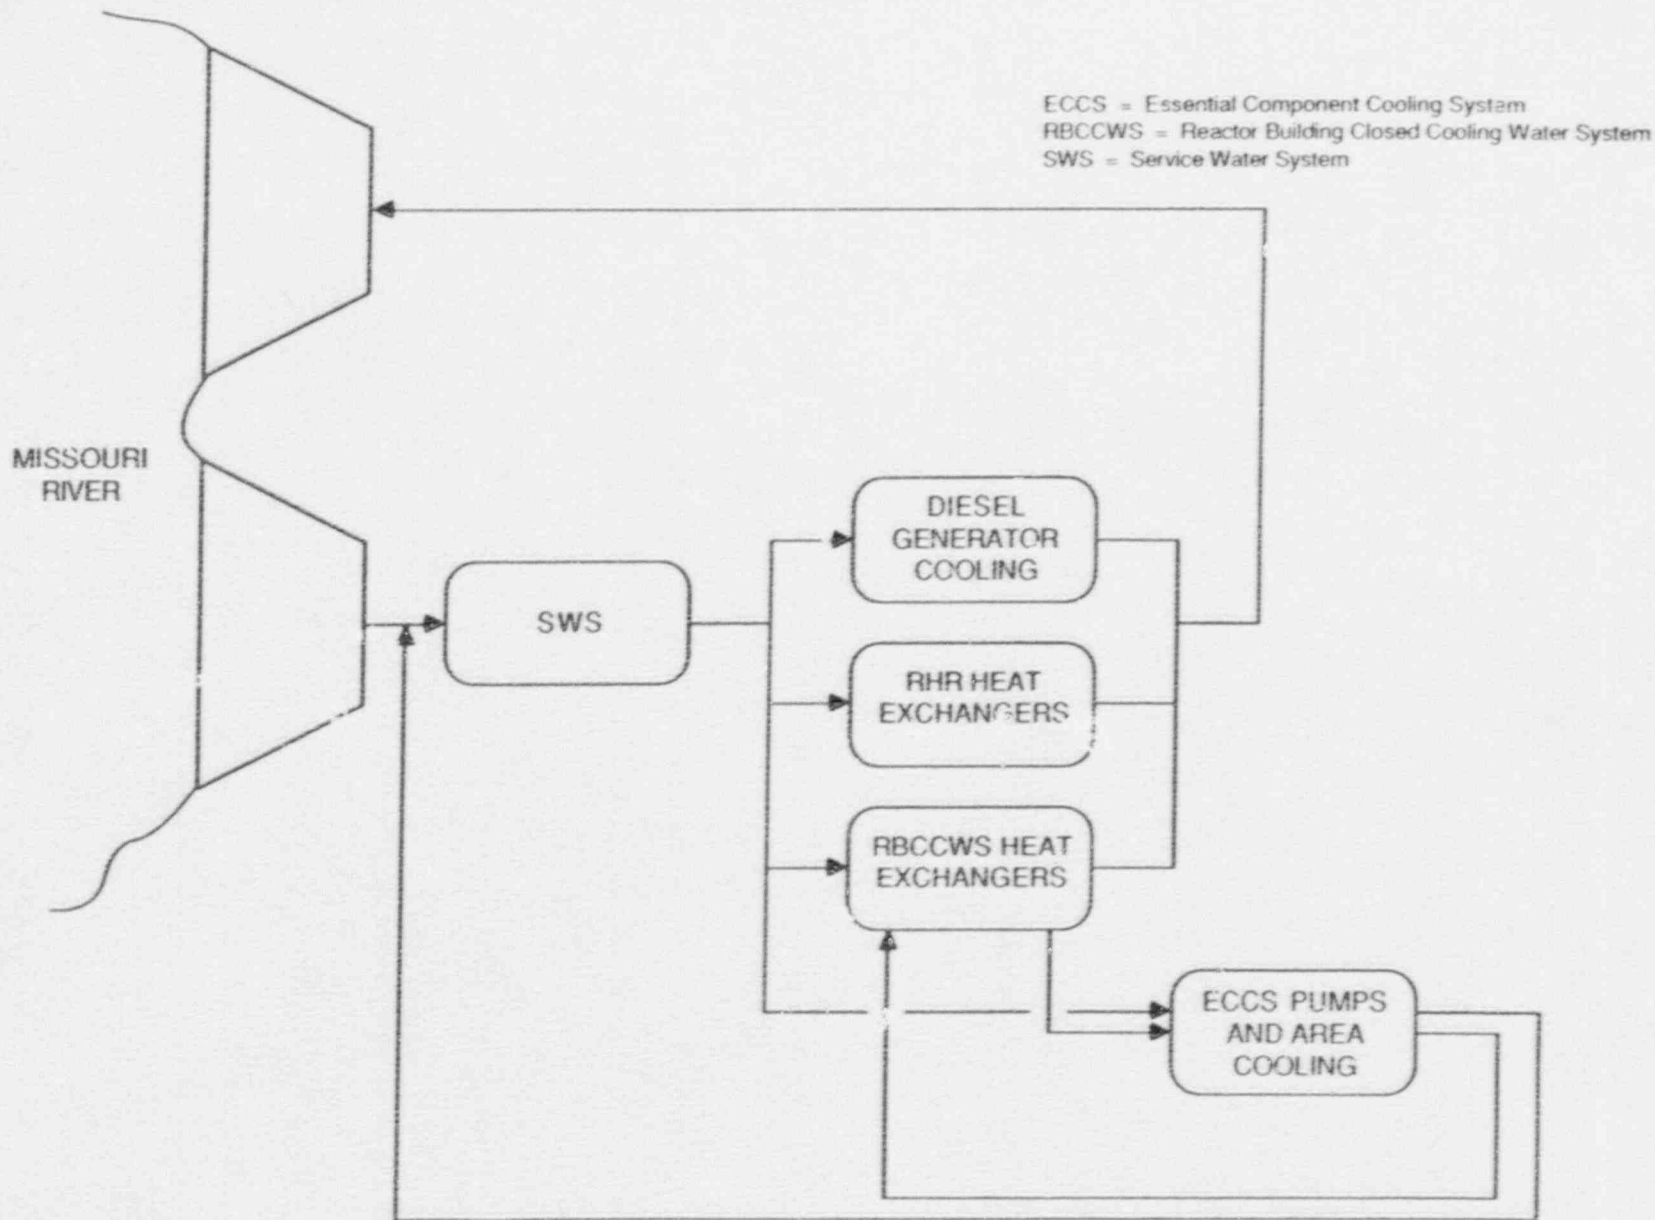 ECCS = Essential Component Cooling System
RBCCWS = Reactor Building Closed Cooling Water System
SWS = Service Water System
MISSOURI
RIVER
SWS
DIESEL
GENERATOR
COOLING
RHR HEAT
EXCHANGERS
RBCCWS HEAT
EXCHANGERS
ECCS PUMPS
AND AREA
COOLING